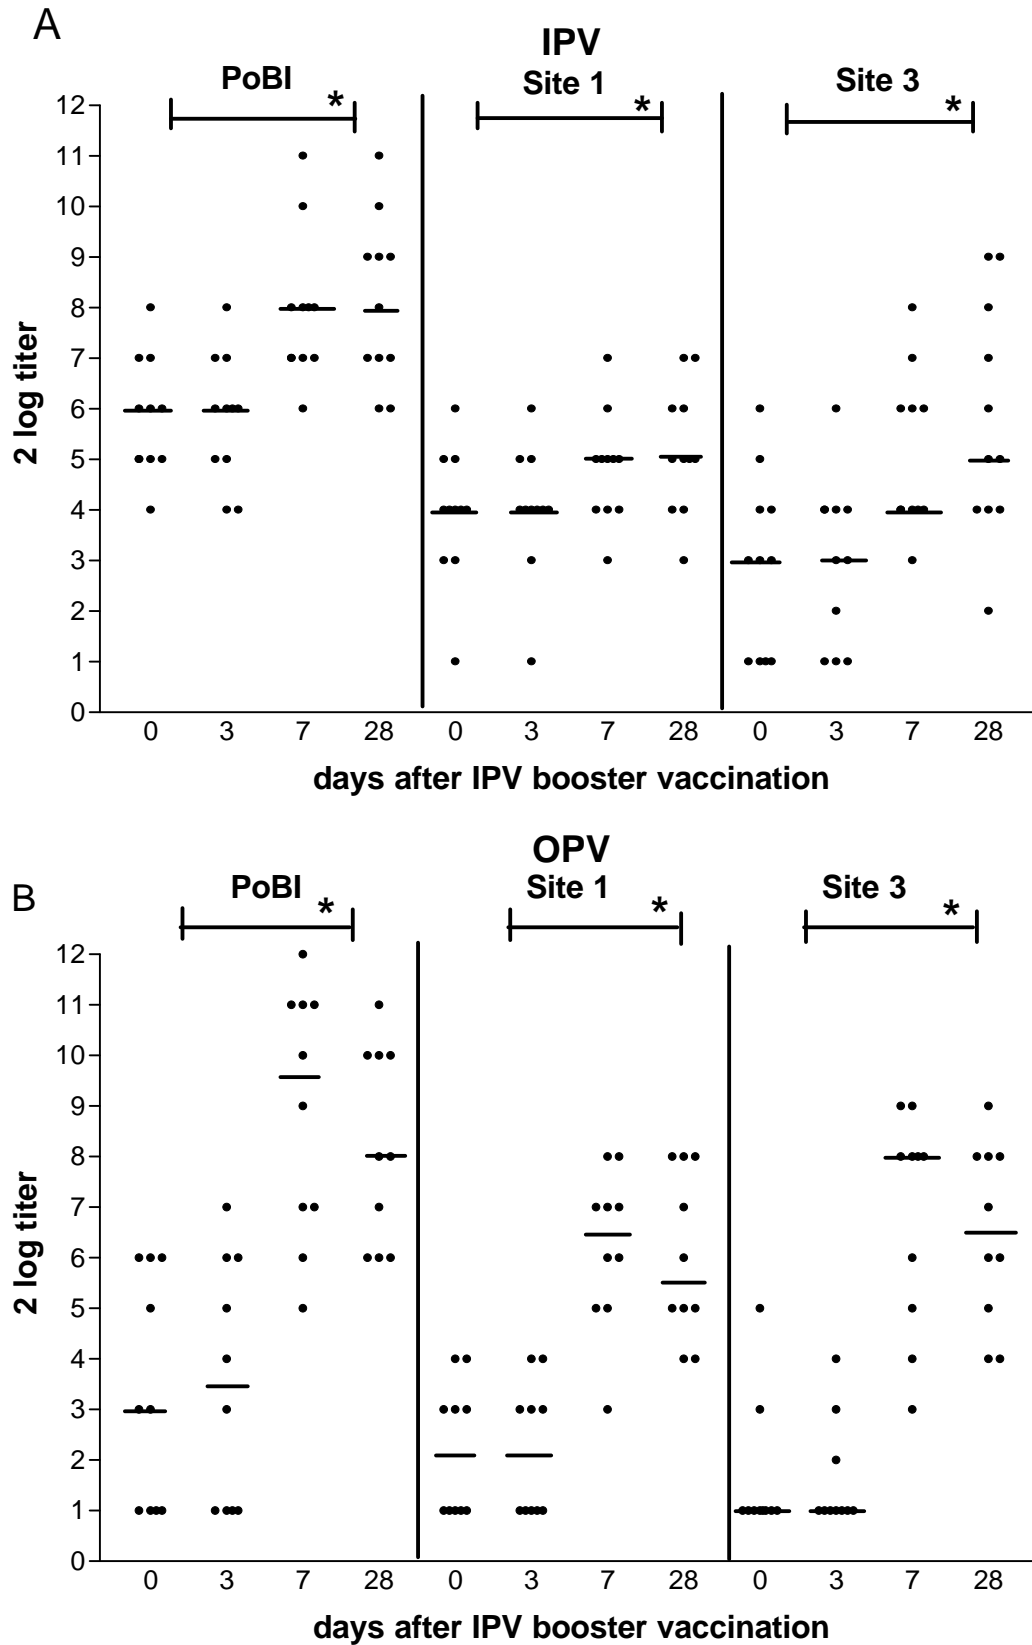 A
IPV
PoBI Site 1 Site 3
* * *
12
11
10
9
8
7
6
5
4
3
2
1
0
2 log titer
0 3 7 28 0 3 7 28 0 3 7 28
days after IPV booster vaccination
OPV
B
PoBI Site 1 Site 3
* * *
12
11
10
9
8
7
6
5
4
3
2
1
0
2 log titer
0 3 7 28 0 3 7 28 0 3 7 28
days after IPV booster vaccination